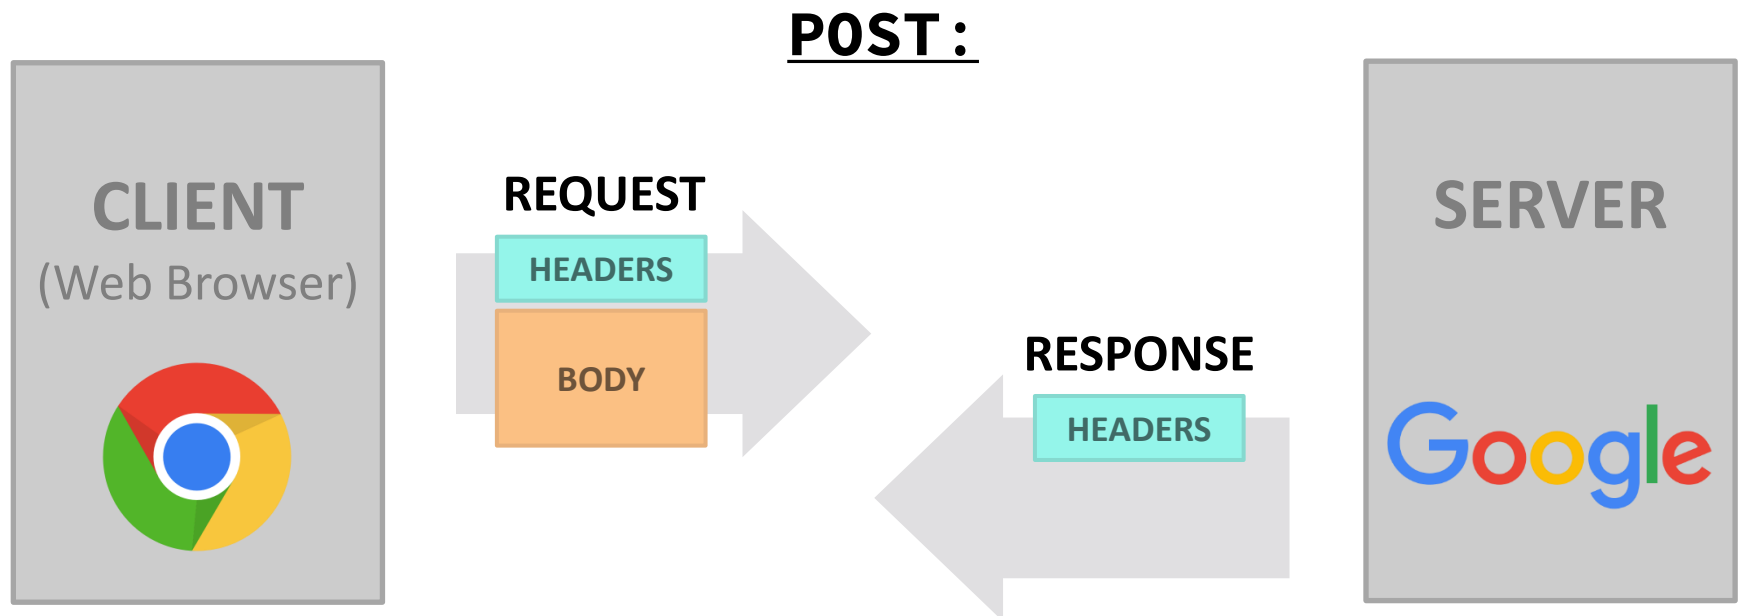 POST:
CLIENT
(Web Browser)
REQUEST
HEADERS
BODY
RESPONSE
HEADERS
SERVER
Google